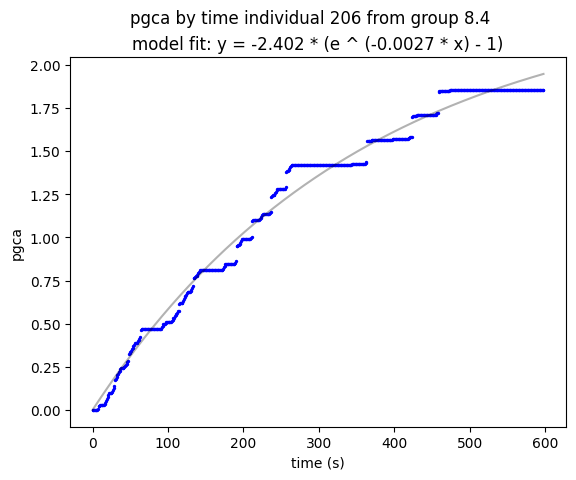 pgca by time individual 206 from group 8.4
model fit: y = -2.402 * (e ^ (-0.0027 * x) - 1)
2.00
1.75
1.50
1.25
1.00
0.75
0.50
0.25
0.00
pgca
0 100 200 300 400 500 600
time (s)